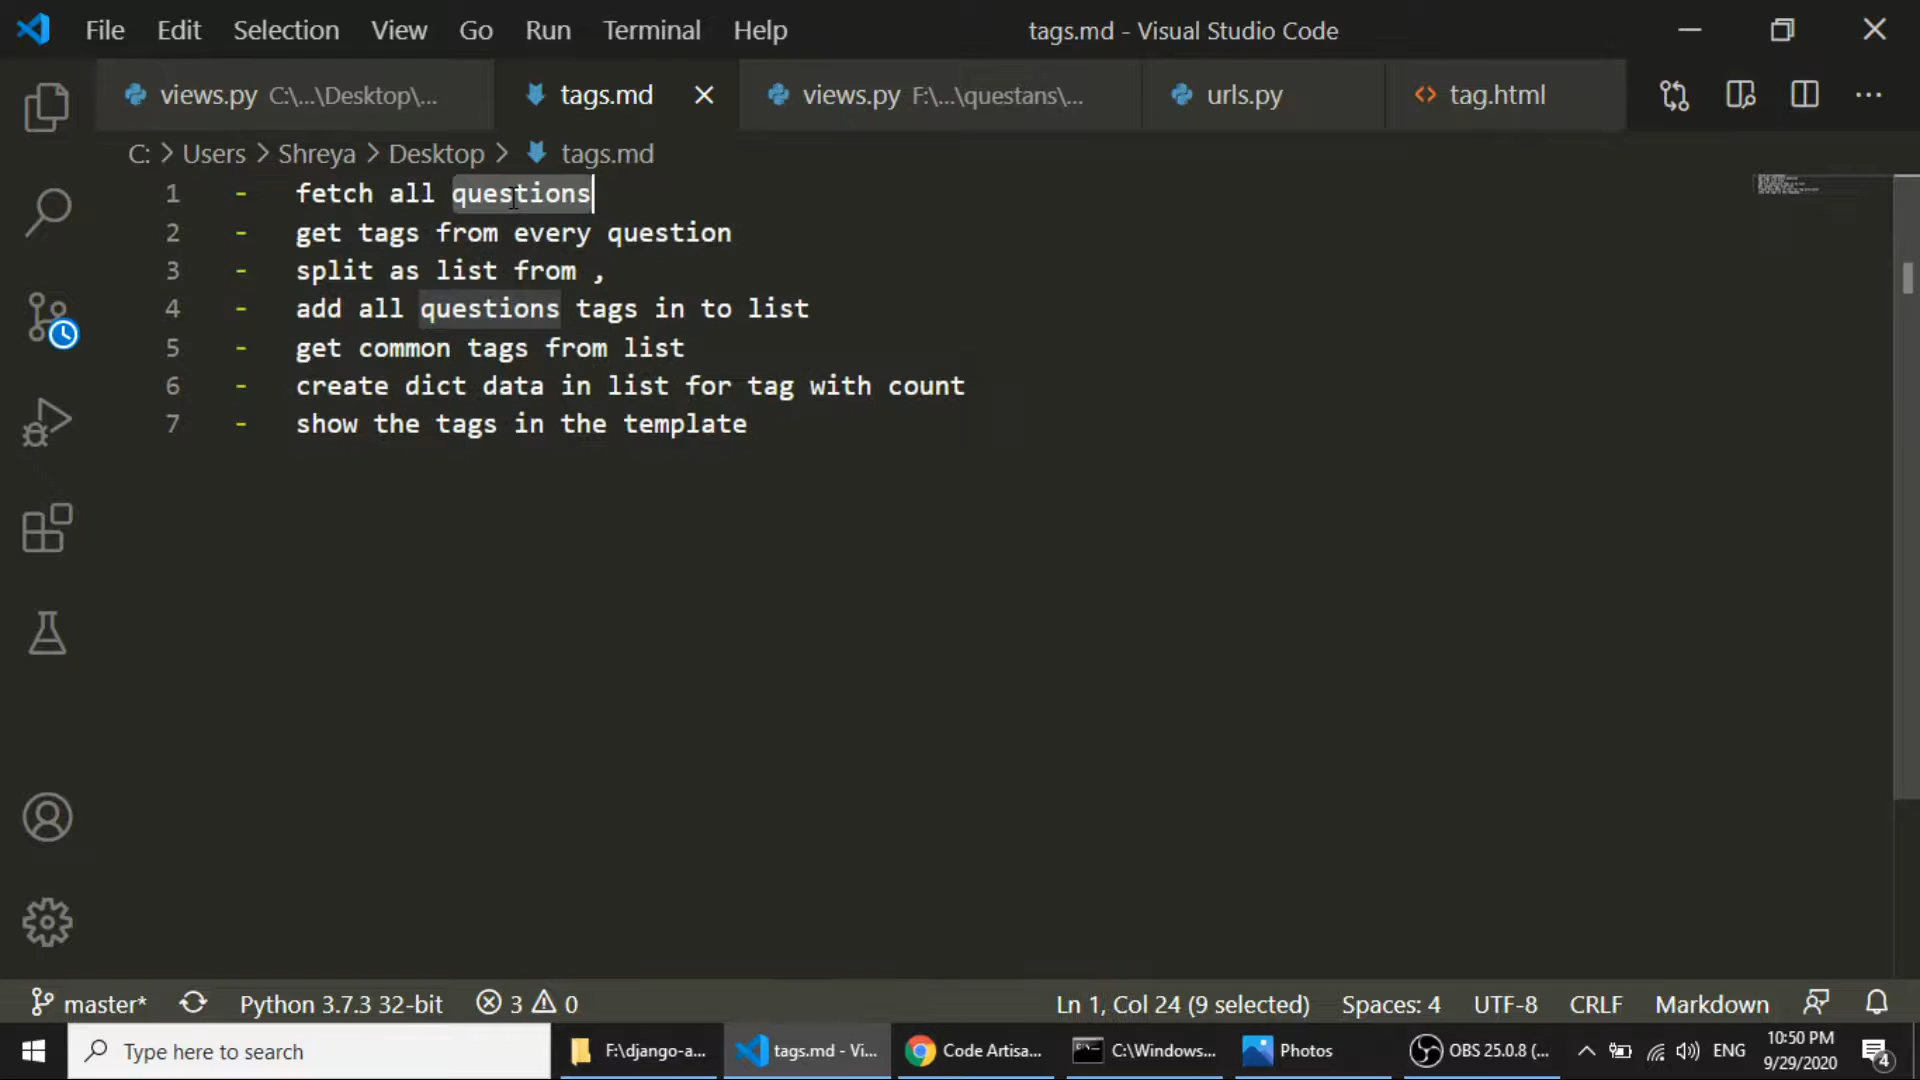 File Edit Selection View Go Run Terminal Help tags.md - Visual Studio Code
views.py C:\...\Desktop\... tags.md views.py F:\...\questans\... urls.py tag.html
C: > Users > Shreya > Desktop > tags.md
1 - fetch all questions
2 - get tags from every question
3 - split as list from ,
4 - add all questions tags in to list
5 - get common tags from list
6 - create dict data in list for tag with count
7 - show the tags in the template
master* Python 3.7.3 32-bit 3 0 Ln 1, Col 24 (9 selected) Spaces: 4 UTF-8 CRLF Markdown
Type here to search F:\django-a... tags.md - Vi... Code Artisa... C:\Windows... Photos OBS 25.0.8 (... ENG 10:50 PM
9/29/2020 4